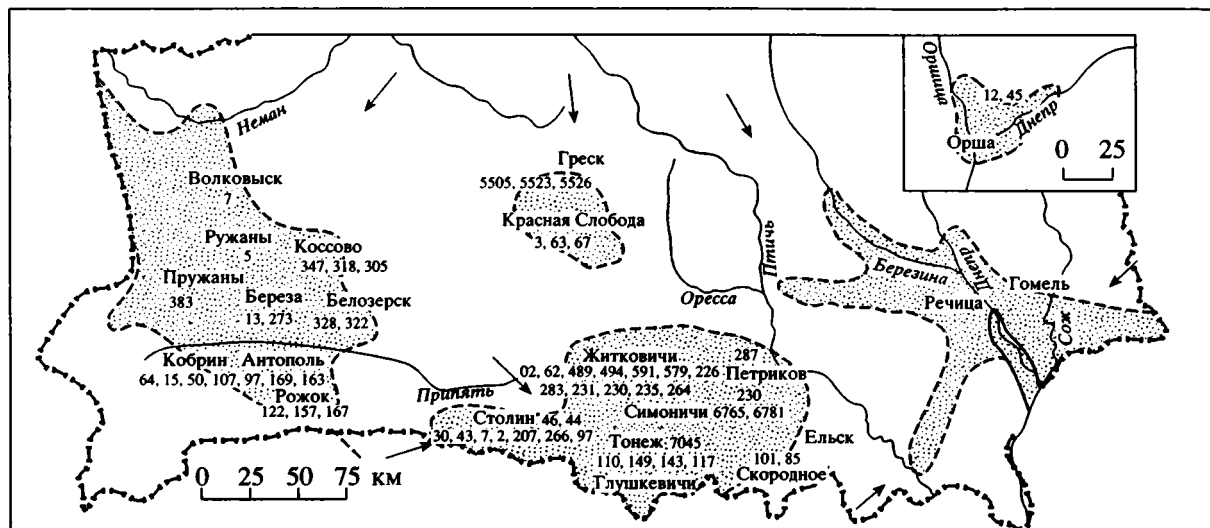 Неман
Волковыск
7
Ружаны
5
Коссово
347, 318, 305
Пружаны
383
Береза
13, 273
Белозерск
328, 322
Кобрин
Антополь
64, 15, 50, 107, 97, 169, 163
Рожок
122, 157, 167
0 25 50 75 км
Греск
5505, 5523, 5526
Красная Слобода
3, 63, 67
Оресса
Птичь
Припять
Житковичи
02, 62, 489, 494, 591, 579, 226
283, 231, 230, 235, 264
287
Петриков
230
Симоничи 6765, 6781
Столин 46, 44
30, 43, 7, 2, 207, 266, 97
Тонеж 7045
110, 149, 143, 117
Глушкевичи
Ельск
101, 85
Скородное
Березина
Днепр
Речица
Гомель
Сож
12, 45
Днепр
Орша
0 25